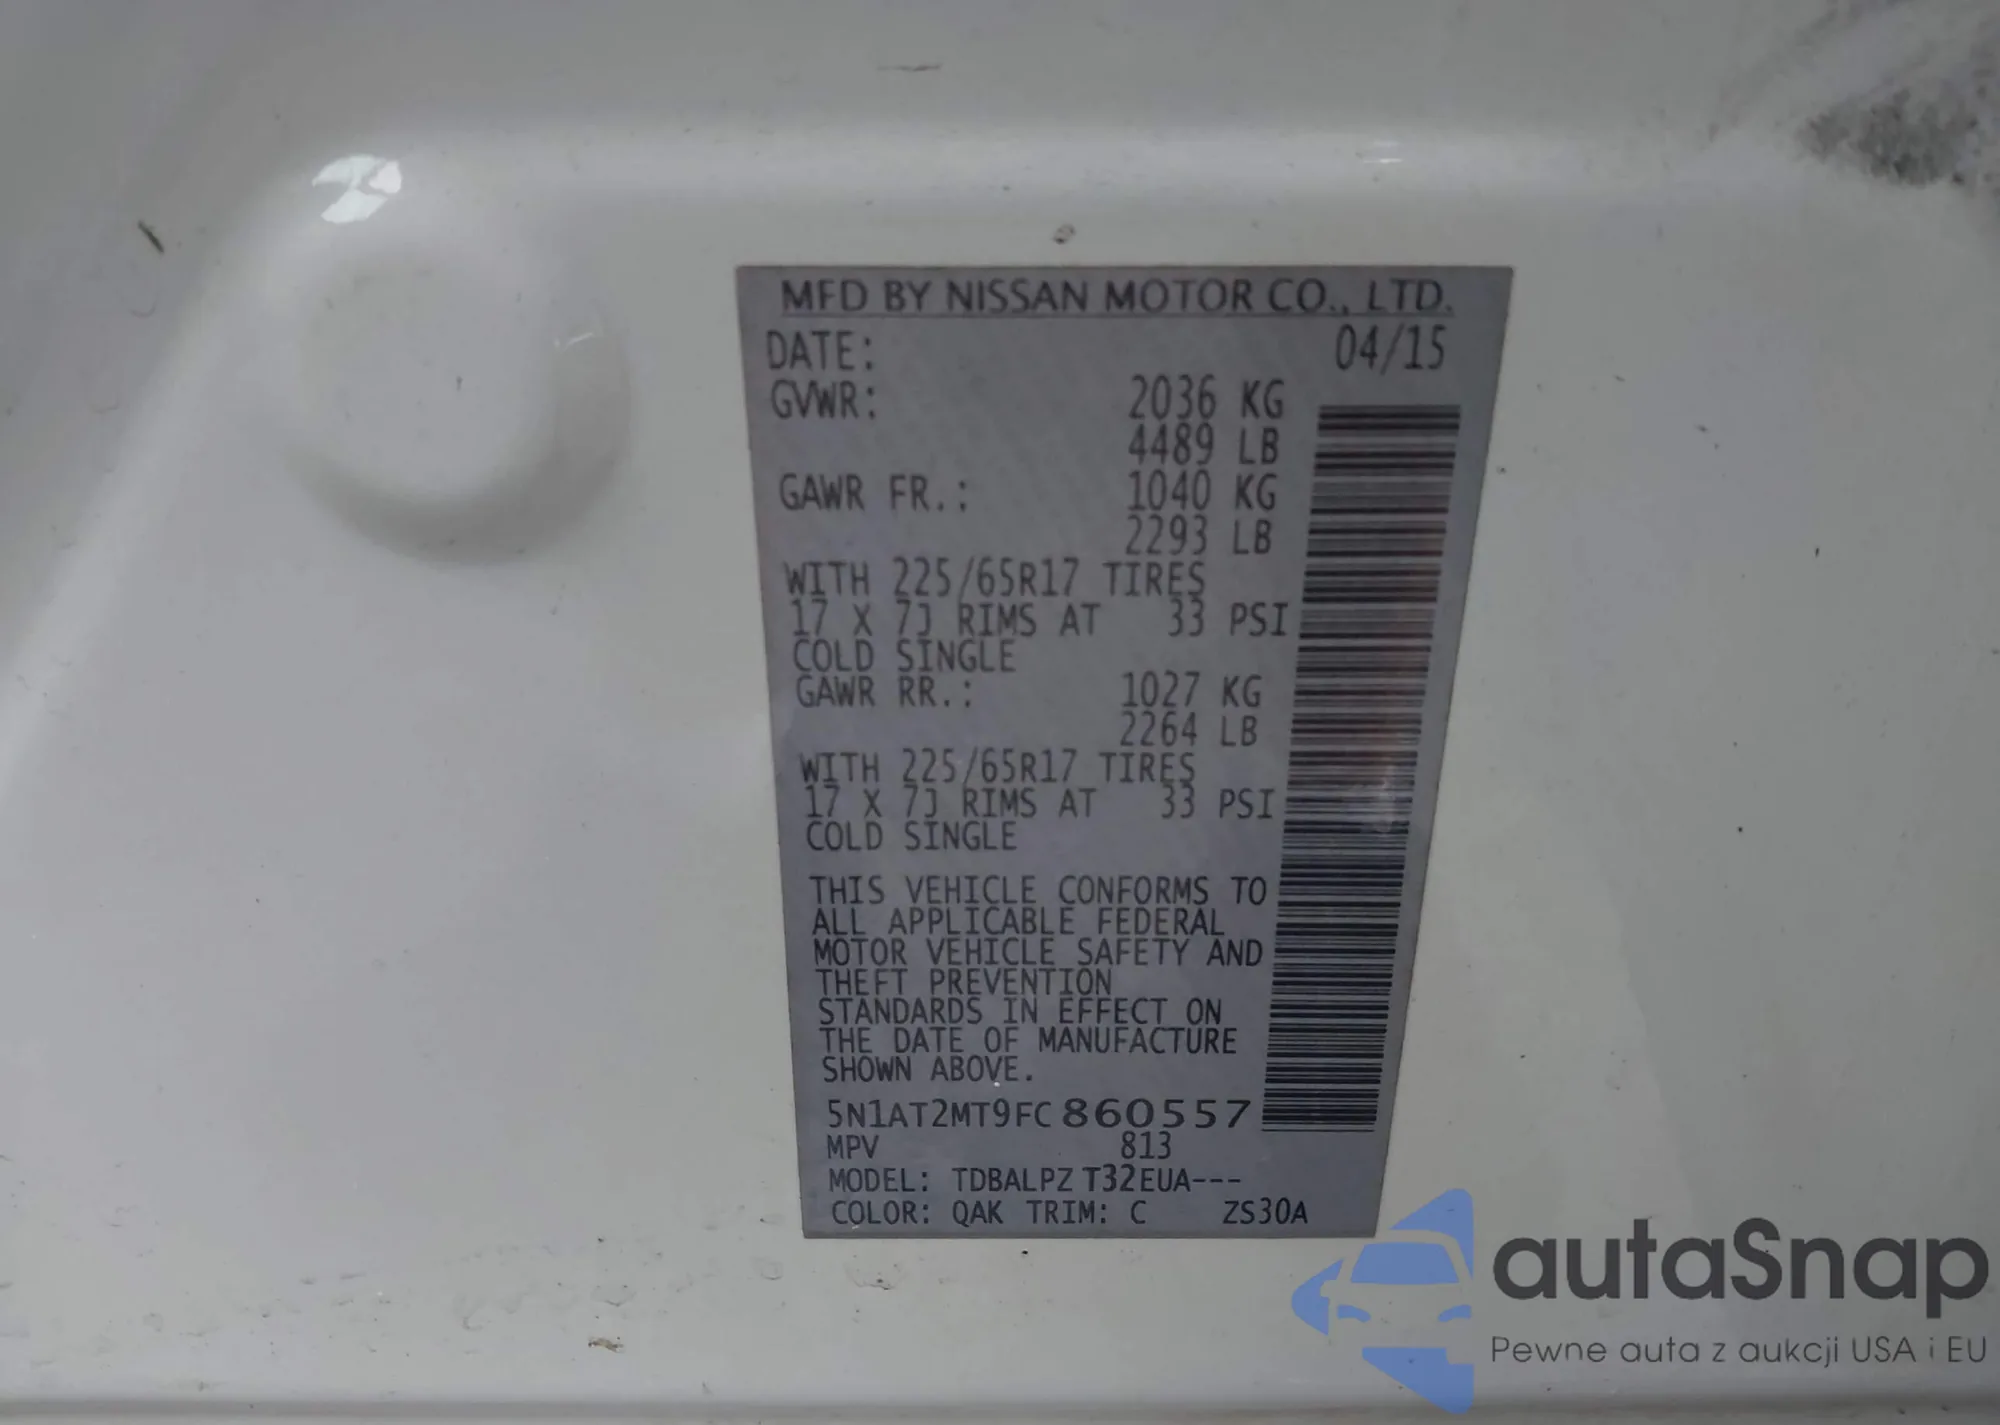 MFD BY NISSAN MOTOR CO., LTD.
DATE: 04/15
GVWR: 2036 KG
4489 LB
GAWR FR.: 1040 KG
2293 LB
WITH 225/65R17 TIRES
17 X 7J RIMS AT 33 PSI
COLD SINGLE
GAWR RR.: 1027 KG
2264 LB
WITH 225/65R17 TIRES
17 X 7J RIMS AT 33 PSI
COLD SINGLE
THIS VEHICLE CONFORMS TO
ALL APPLICABLE FEDERAL
MOTOR VEHICLE SAFETY AND
THEFT PREVENTION
STANDARDS IN EFFECT ON
THE DATE OF MANUFACTURE
SHOWN ABOVE.
5N1AT2MT9FC860557
MPV 813
MODEL: TDBALPZ T32EUA---
COLOR: QAK TRIM: C ZS30A
autaSnap
Pewne auta z aukcji USA i EU